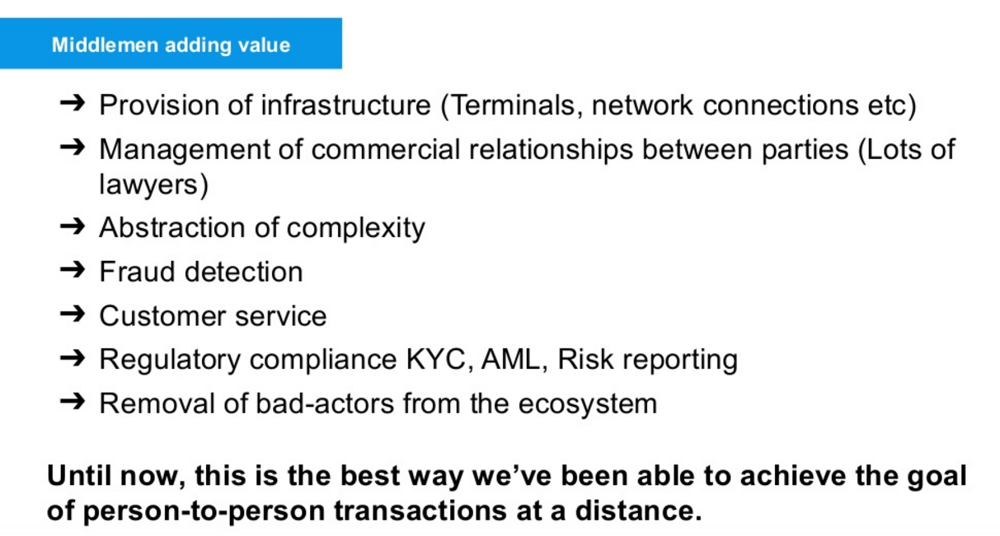 Middlemen adding value
➔ Provision of infrastructure (Terminals, network connections etc)
➔ Management of commercial relationships between parties (Lots of
lawyers)
➔ Abstraction of complexity
➔ Fraud detection
➔ Customer service
➔ Regulatory compliance KYC, AML, Risk reporting
➔ Removal of bad-actors from the ecosystem
Until now, this is the best way we’ve been able to achieve the goal
of person-to-person transactions at a distance.